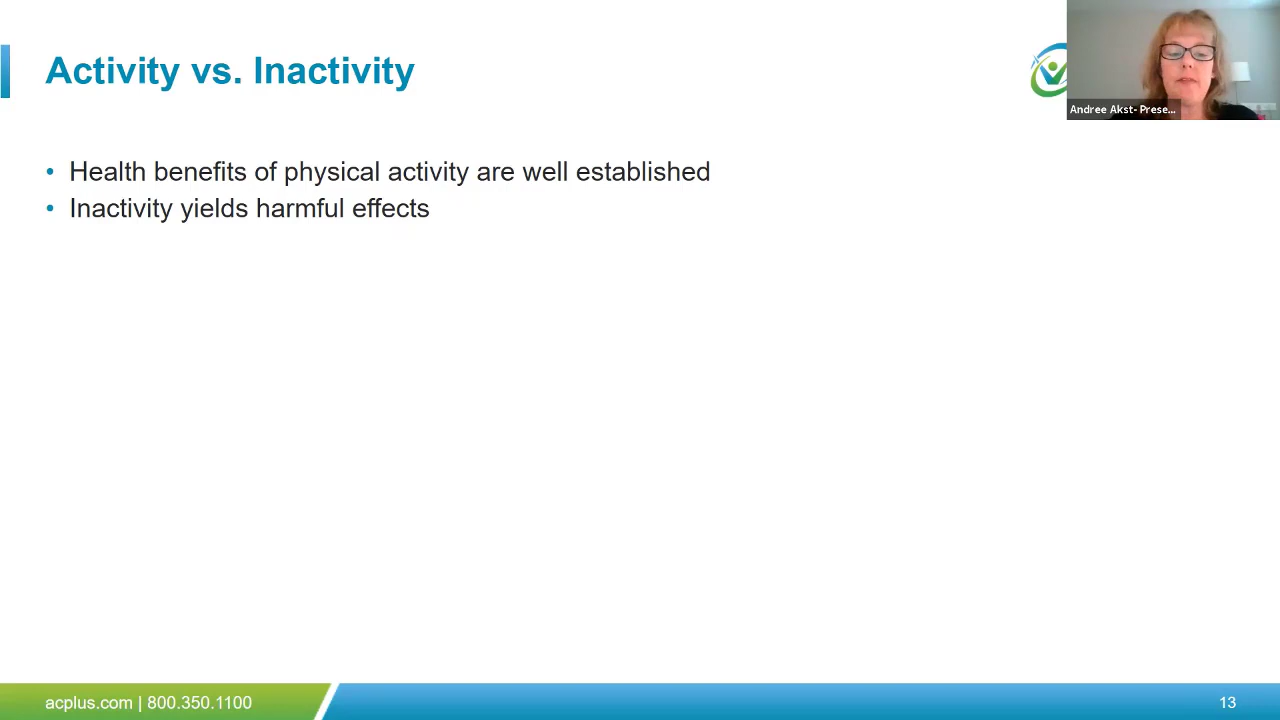 Activity vs. Inactivity
Andree Akst- Prese...
• Health benefits of physical activity are well established
• Inactivity yields harmful effects
acplus.com | 800.350.1100
13